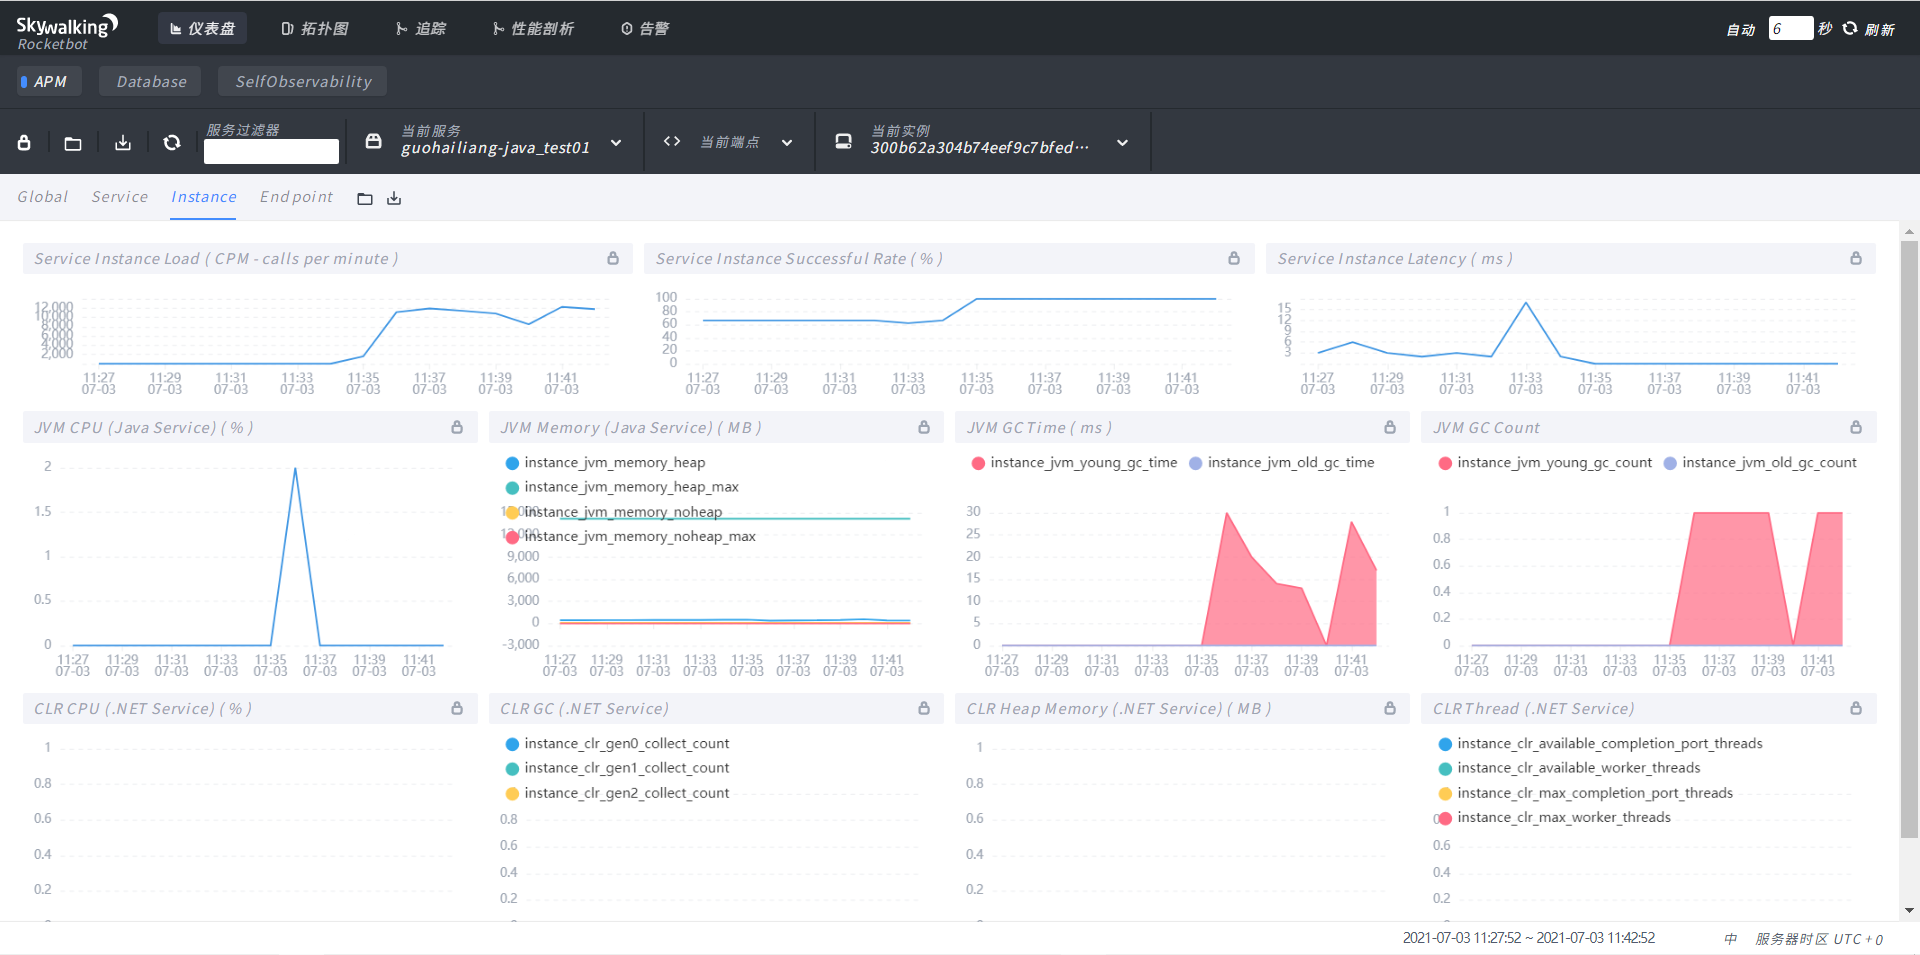 Skywalking
Rocketbot
仪表盘
拓扑图
追踪
性能剖析
告警
自动 6 秒 刷新
APM
Database
SelfObservability
服务过滤器
当前服务
guohailiang-java_test01
当前端点
当前实例
300b62a304b74eef9c7bfed···
Global Service Instance Endpoint
Service Instance Load ( CPM - calls per minute )
12,000
10,000
8,000
6,000
4,000
2,000
11:27 11:29 11:31 11:33 11:35 11:37 11:39 11:41
07-03 07-03 07-03 07-03 07-03 07-03 07-03 07-03
Service Instance Successful Rate ( % )
100
80
60
40
20
0
11:27 11:29 11:31 11:33 11:35 11:37 11:39 11:41
07-03 07-03 07-03 07-03 07-03 07-03 07-03 07-03
Service Instance Latency ( ms )
15
12
9
6
3
11:27 11:29 11:31 11:33 11:35 11:37 11:39 11:41
07-03 07-03 07-03 07-03 07-03 07-03 07-03 07-03
JVM CPU (Java Service) ( % )
2
1.5
1
0.5
0
11:27 11:29 11:31 11:33 11:35 11:37 11:39 11:41
07-03 07-03 07-03 07-03 07-03 07-03 07-03 07-03
JVM Memory (Java Service) ( MB )
instance_jvm_memory_heap
instance_jvm_memory_heap_max
instance_jvm_memory_noheap
instance_jvm_memory_noheap_max
9,000
6,000
3,000
0
-3,000
11:27 11:29 11:31 11:33 11:35 11:37 11:39 11:41
07-03 07-03 07-03 07-03 07-03 07-03 07-03 07-03
JVM GC Time ( ms )
instance_jvm_young_gc_time instance_jvm_old_gc_time
30
25
20
15
10
5
0
11:27 11:29 11:31 11:33 11:35 11:37 11:39 11:41
07-03 07-03 07-03 07-03 07-03 07-03 07-03 07-03
JVM GC Count
instance_jvm_young_gc_count instance_jvm_old_gc_count
1
0.8
0.6
0.4
0.2
0
11:27 11:29 11:31 11:33 11:35 11:37 11:39 11:41
07-03 07-03 07-03 07-03 07-03 07-03 07-03 07-03
CLR CPU (.NET Service) ( % )
1
0.8
0.6
0.4
0.2
CLR GC (.NET Service)
instance_clr_gen0_collect_count
instance_clr_gen1_collect_count
instance_clr_gen2_collect_count
0.8
0.6
0.4
0.2
CLR Heap Memory (.NET Service) ( MB )
1
0.8
0.6
0.4
0.2
CLR Thread (.NET Service)
instance_clr_available_completion_port_threads
instance_clr_available_worker_threads
instance_clr_max_completion_port_threads
instance_clr_max_worker_threads
0.6
0.4
0.2
2021-07-03 11:27:52 ~ 2021-07-03 11:42:52
中 服务器时区 UTC + 0